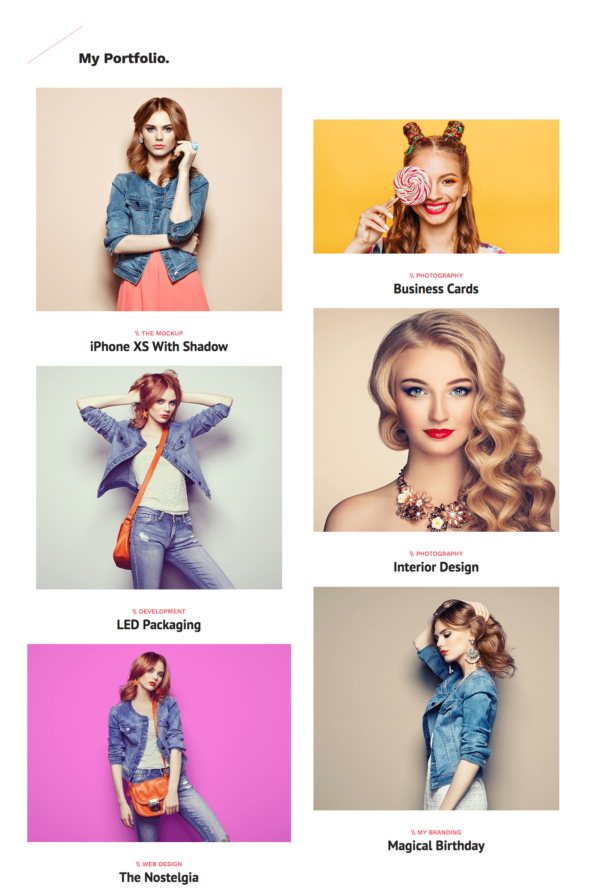 My Portfolio.
\\ THE MOCKUP
iPhone XS With Shadow
\\ DEVELOPMENT
LED Packaging
\\ WEB DESIGN
The Nostelgia
\\ PHOTOGRAPHY
Business Cards
\\ PHOTOGRAPHY
Interior Design
\\ MY BRANDING
Magical Birthday